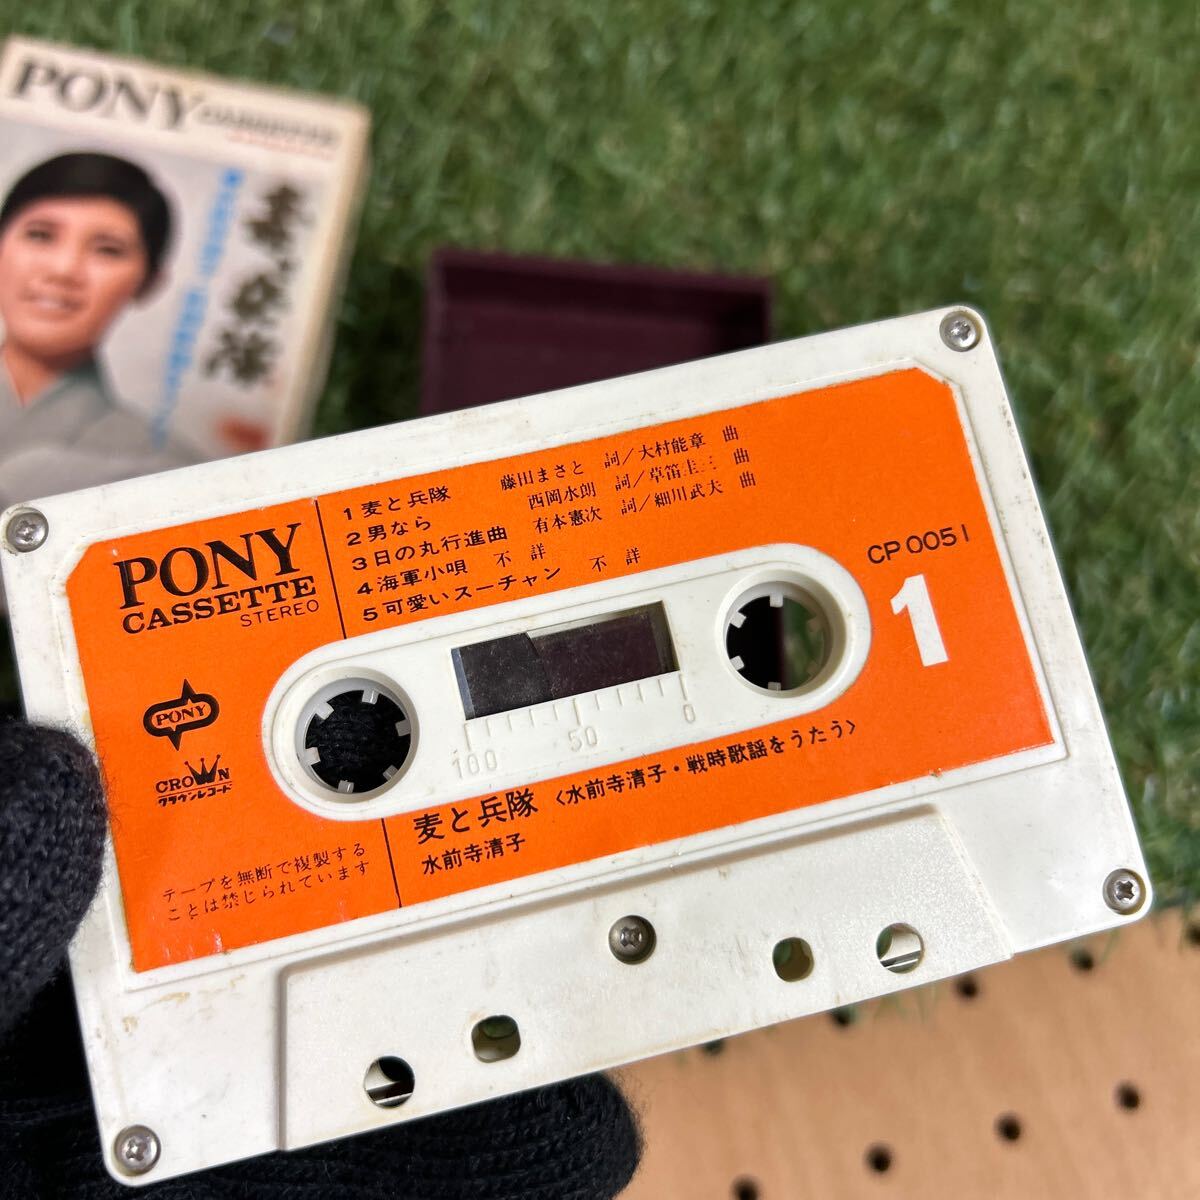 PONY
麦と兵隊
PONY
CASSETTE
STEREO
1 麦と兵隊 藤田まさと 詞/大村能章 曲
2 男なら 西岡水朗 詞/草笛圭三 曲
3 日の丸行進曲 有本憲次 詞/細川武夫 曲
4 海軍小唄 不詳 不詳
5 可愛いスーチャン
CP 0051
1
PONY
CROWN
クラウンレコード
100 50 0
麦と兵隊 〈水前寺清子・戦時歌謡をうたう〉
水前寺清子
テープを無断で複製する
ことは禁じられています